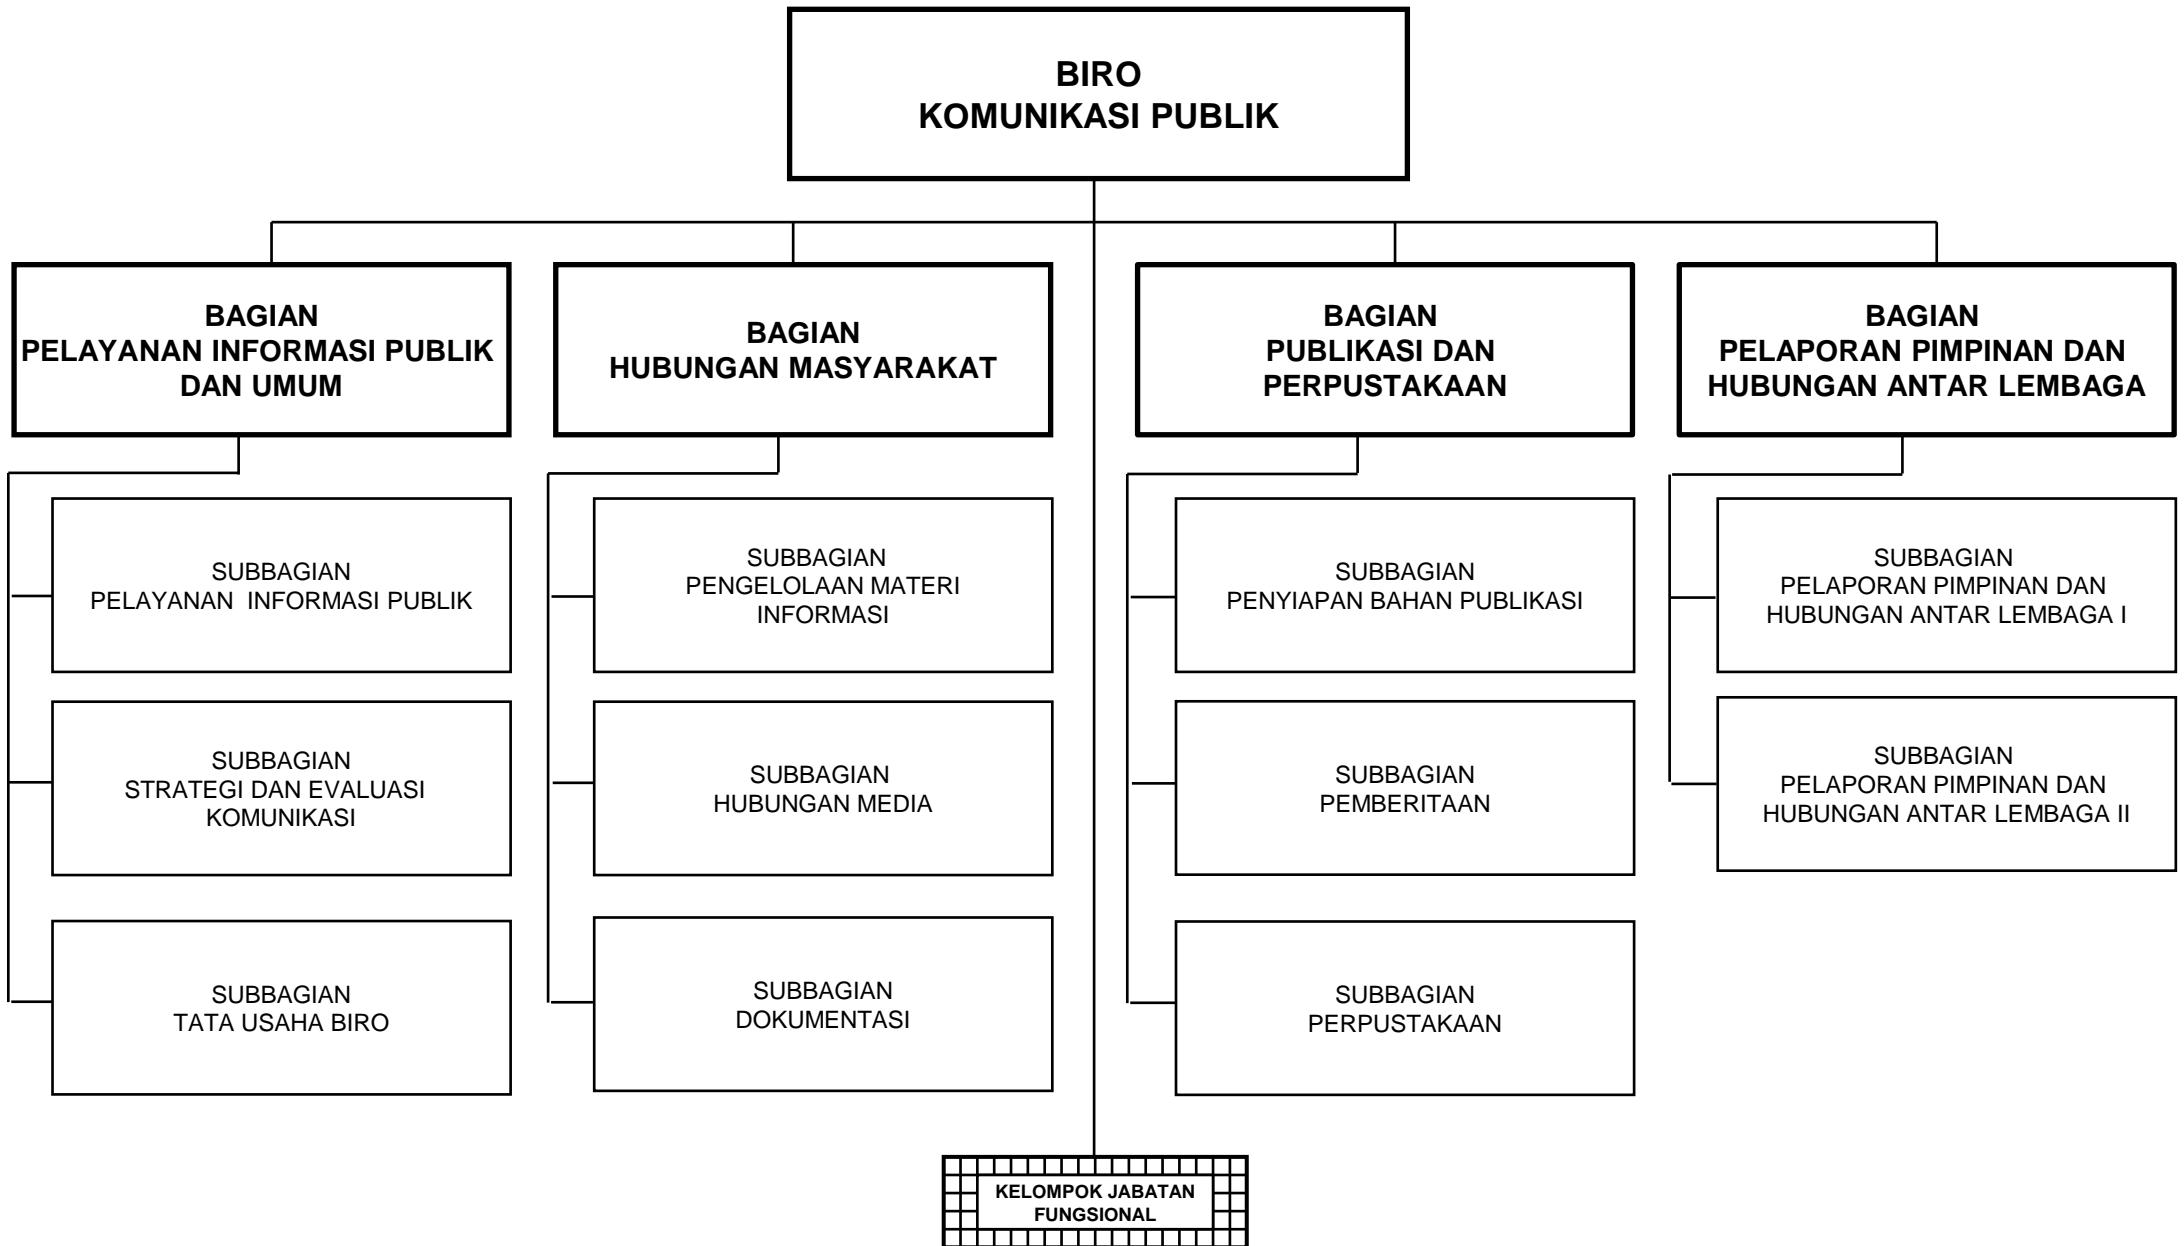 BIRO
KOMUNIKASI PUBLIK
BAGIAN
PELAYANAN INFORMASI PUBLIK
DAN UMUM
BAGIAN
HUBUNGAN MASYARAKAT
BAGIAN
PUBLIKASI DAN
PERPUSTAKAAN
BAGIAN
PELAPORAN PIMPINAN DAN
HUBUNGAN ANTAR LEMBAGA
SUBBAGIAN
PELAYANAN INFORMASI PUBLIK
SUBBAGIAN
PENGELOLAAN MATERI
INFORMASI
SUBBAGIAN
PENYIAPAN BAHAN PUBLIKASI
SUBBAGIAN
PELAPORAN PIMPINAN DAN
HUBUNGAN ANTAR LEMBAGA I
SUBBAGIAN
STRATEGI DAN EVALUASI
KOMUNIKASI
SUBBAGIAN
HUBUNGAN MEDIA
SUBBAGIAN
PEMBERITAAN
SUBBAGIAN
PELAPORAN PIMPINAN DAN
HUBUNGAN ANTAR LEMBAGA II
SUBBAGIAN
TATA USAHA BIRO
SUBBAGIAN
DOKUMENTASI
SUBBAGIAN
PERPUSTAKAAN
KELOMPOK JABATAN
FUNGSIONAL